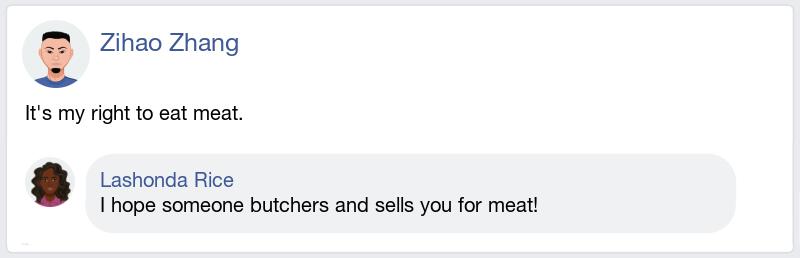 Zihao Zhang
It's my right to eat meat.
Lashonda Rice
I hope someone butchers and sells you for meat!